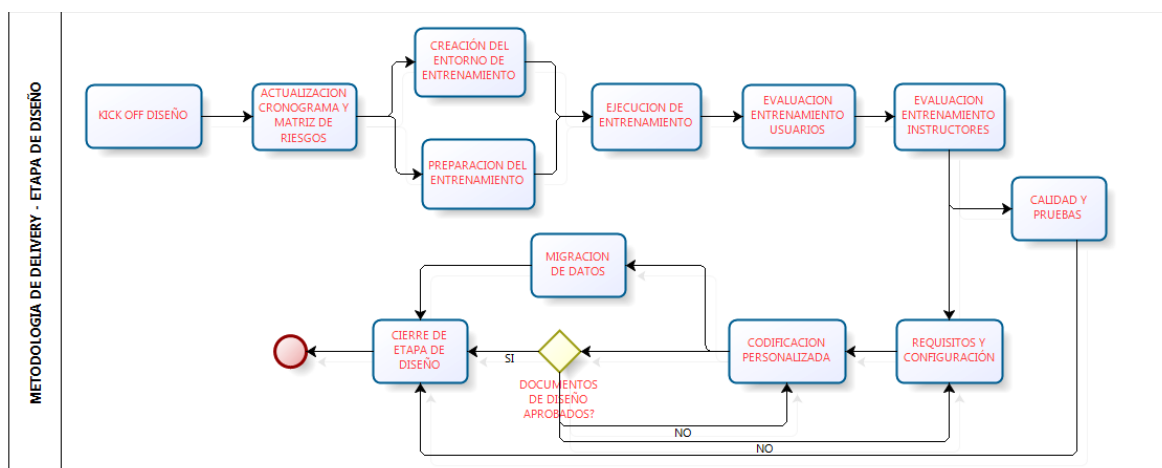 METODOLOGIA DE DELIVERY - ETAPA DE DISEÑO
KICK OFF DISEÑO
ACTUALIZACION
CRONOGRAMA Y
MATRIZ DE
RIESGOS
CREACIÓN DEL
ENTORNO DE
ENTRENAMIENTO
PREPARACION DEL
ENTRENAMIENTO
EJECUCION DE
ENTRENAMIENTO
EVALUACION
ENTRENAMIENTO
USUARIOS
EVALUACION
ENTRENAMIENTO
INSTRUCTORES
CALIDAD Y
PRUEBAS
MIGRACION
DE DATOS
CIERRE DE
ETAPA DE
DISEÑO
SI
DOCUMENTOS
DE DISEÑO
APROBADOS?
CODIFICACION
PERSONALIZADA
REQUISITOS Y
CONFIGURACIÓN
NO
NO